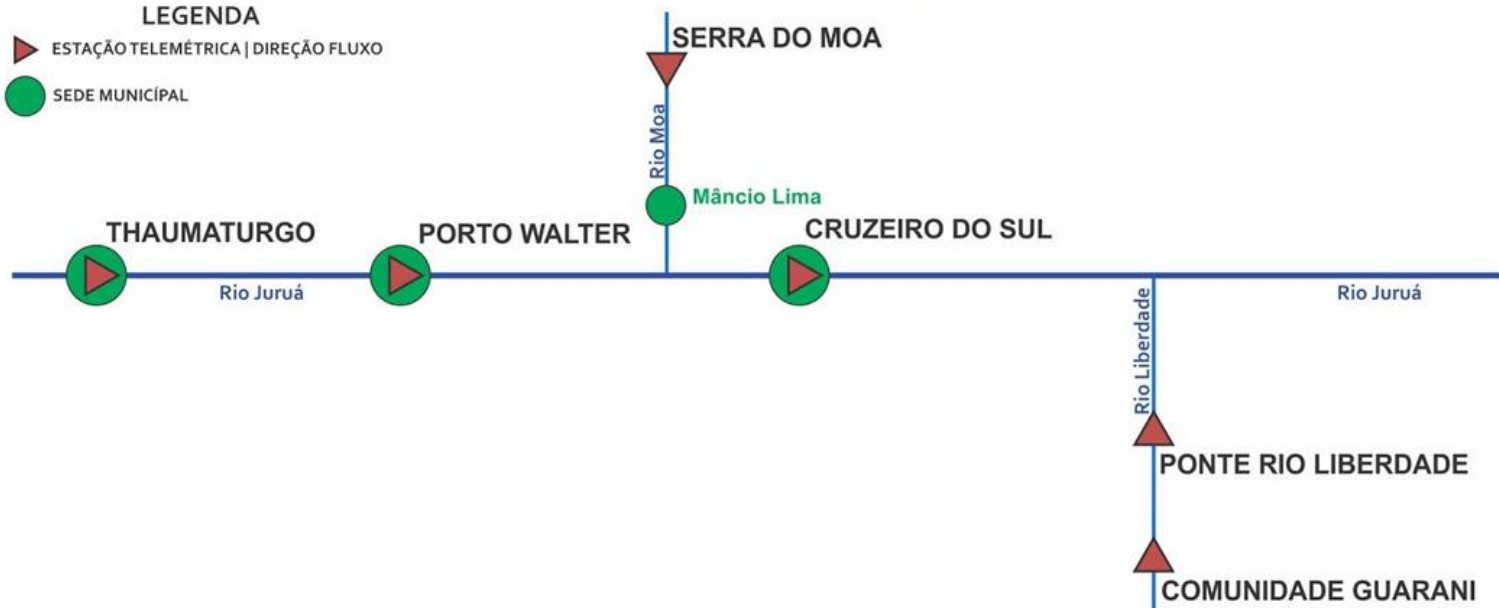 LEGENDA
ESTAÇÃO TELEMÉTRICA | DIREÇÃO FLUXO
SEDE MUNICÍPAL
SERRA DO MOA
Rio Moa
Mâncio Lima
THAUMATURGO
PORTO WALTER
CRUZEIRO DO SUL
Rio Juruá
Rio Juruá
Rio Liberdade
PONTE RIO LIBERDADE
COMUNIDADE GUARANI